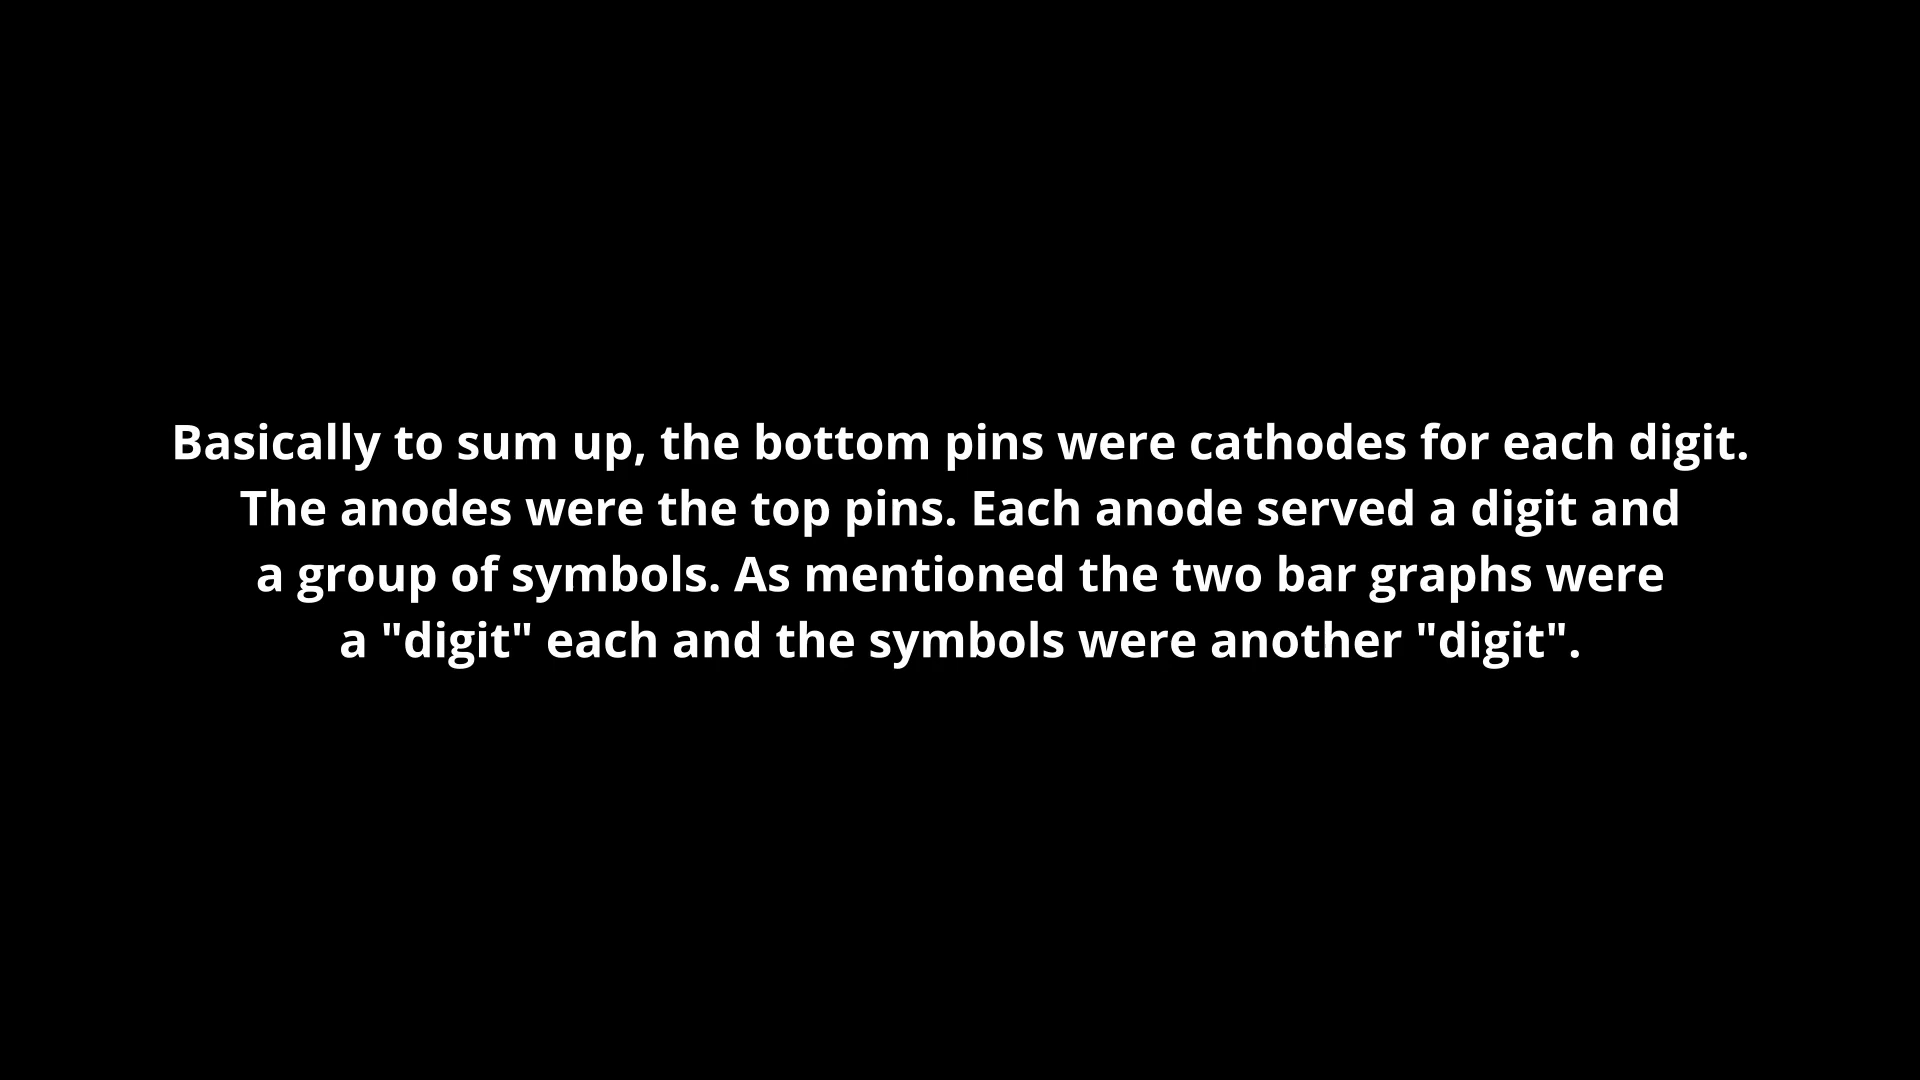 Basically to sum up, the bottom pins were cathodes for each digit.
The anodes were the top pins. Each anode served a digit and
a group of symbols. As mentioned the two bar graphs were
a "digit" each and the symbols were another "digit".